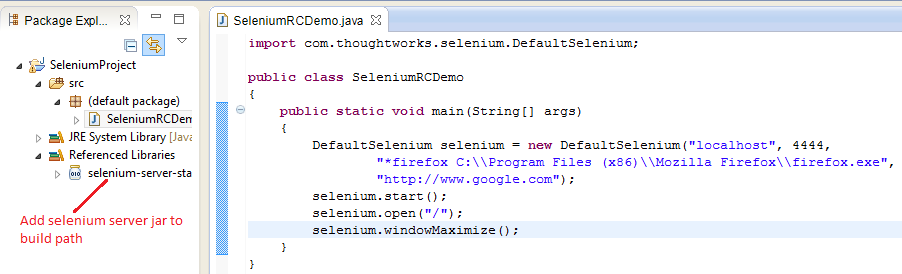 Package Expl...
SeleniumProject
src
(default package)
SeleniumRCDem
JRE System Library [Java
Referenced Libraries
selenium-server-sta
Add selenium server jar to
build path
SeleniumRCDemo.java
import com.thoughtworks.selenium.DefaultSelenium;
public class SeleniumRCDemo
{
public static void main(String[] args)
{
DefaultSelenium selenium = new DefaultSelenium("localhost", 4444,
"*firefox C:\\Program Files (x86)\\Mozilla Firefox\\firefox.exe",
"http://www.google.com");
selenium.start();
selenium.open("/");
selenium.windowMaximize();
}
}